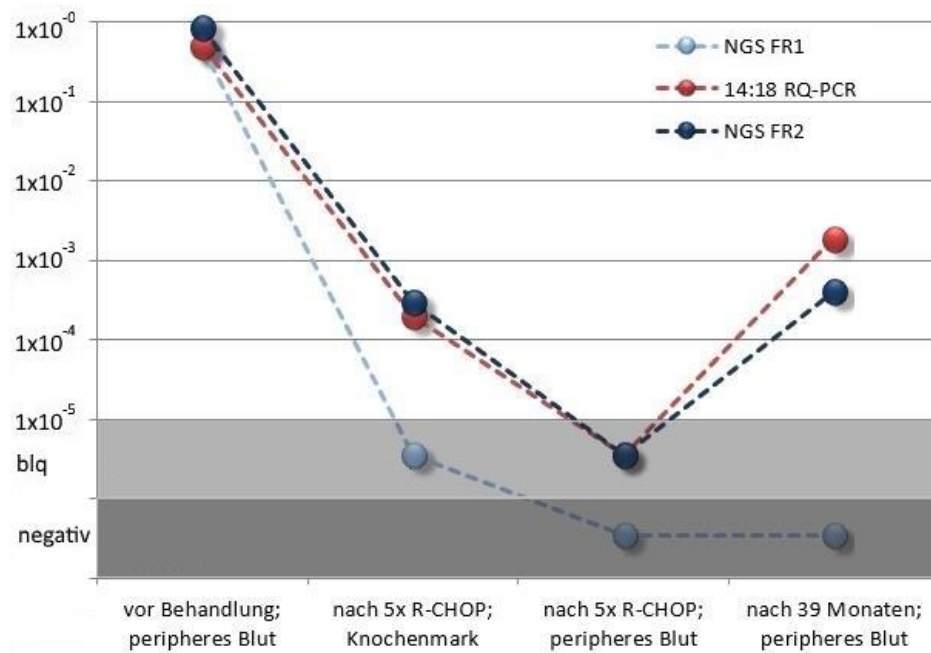 1x10⁻⁰
1x10⁻¹
1x10⁻²
1x10⁻³
1x10⁻⁴
1x10⁻⁵
blq
negativ
NGS FR1
14:18 RQ-PCR
NGS FR2
vor Behandlung;
peripheres Blut
nach 5x R-CHOP;
Knochenmark
nach 5x R-CHOP;
peripheres Blut
nach 39 Monaten;
peripheres Blut